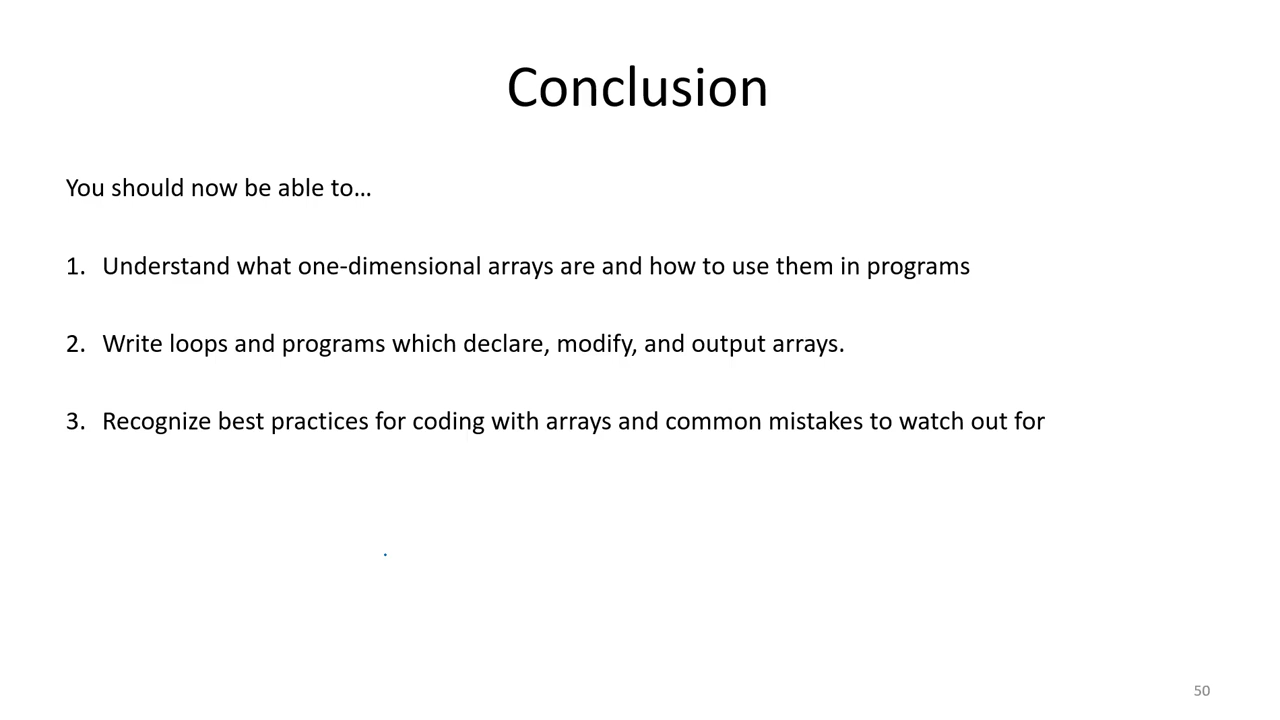 Conclusion
You should now be able to…
1. Understand what one-dimensional arrays are and how to use them in programs
2. Write loops and programs which declare, modify, and output arrays.
3. Recognize best practices for coding with arrays and common mistakes to watch out for
50